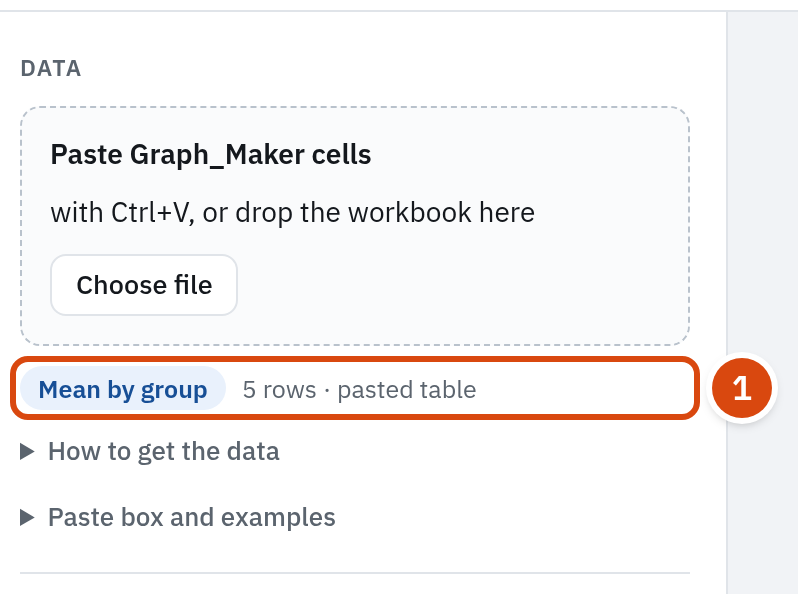 DATA
Paste Graph_Maker cells
with Ctrl+V, or drop the workbook here
Choose file
Mean by group 5 rows · pasted table
1
How to get the data
Paste box and examples